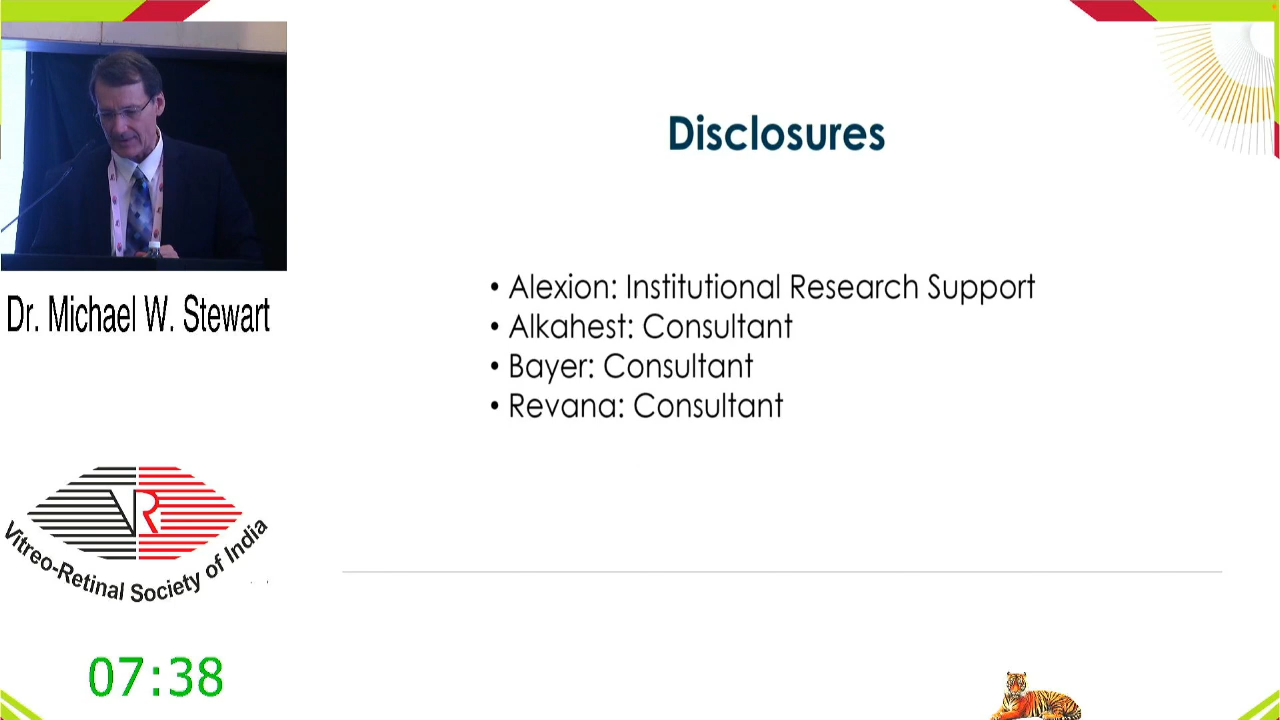 Disclosures
• Alexion: Institutional Research Support
• Alkahest: Consultant
• Bayer: Consultant
• Revana: Consultant
Dr. Michael W. Stewart
VR
Vitreo-Retinal Society of India
07:38